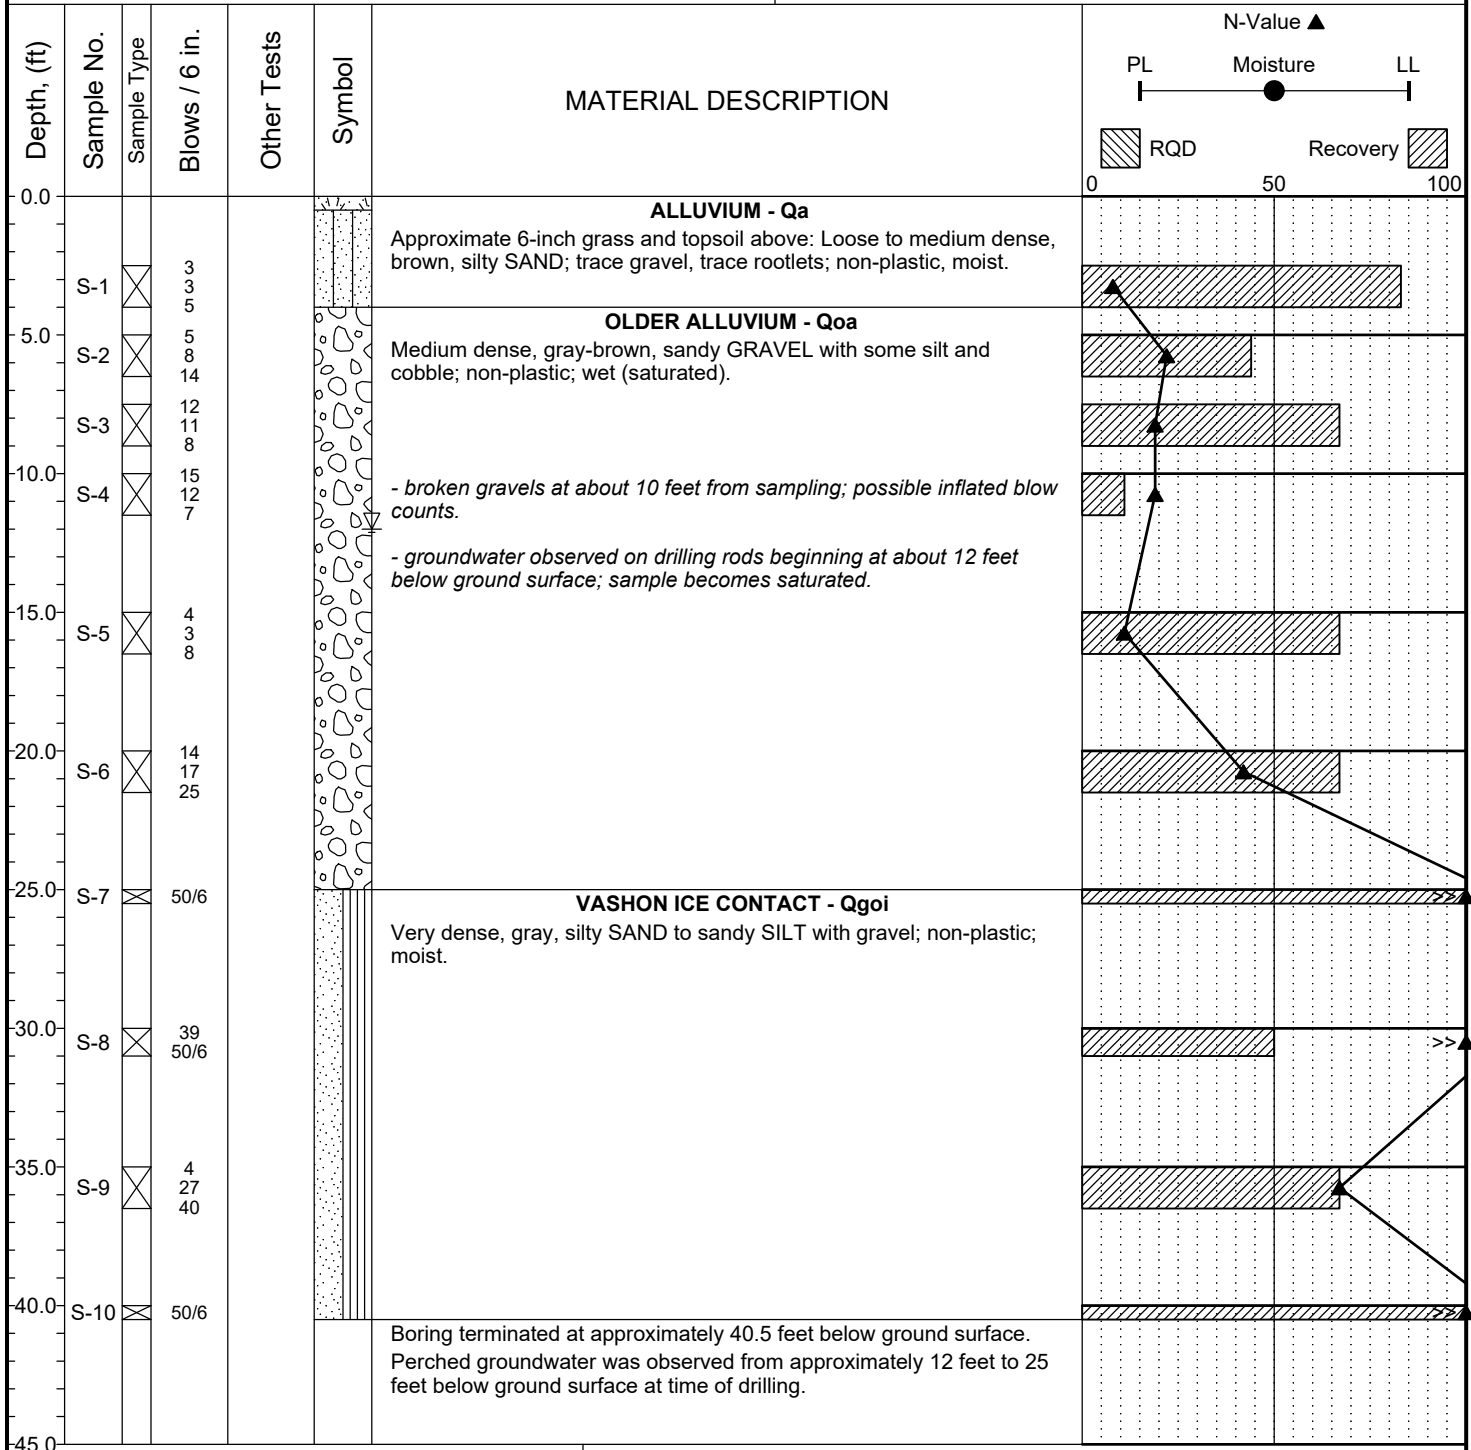 Depth, (ft)
Sample No.
Sample Type
Blows / 6 in.
Other Tests
Symbol
MATERIAL DESCRIPTION
N-Value ▲
PL Moisture LL
RQD Recovery
0 50 100
0.0
ALLUVIUM - Qa
Approximate 6-inch grass and topsoil above: Loose to medium dense,
brown, silty SAND; trace gravel, trace rootlets; non-plastic, moist.
S-1
3
3
5
OLDER ALLUVIUM - Qoa
5.0
Medium dense, gray-brown, sandy GRAVEL with some silt and
cobble; non-plastic; wet (saturated).
S-2
5
8
14
S-3
12
11
8
10.0
S-4
15
12
7
- broken gravels at about 10 feet from sampling; possible inflated blow
counts.
- groundwater observed on drilling rods beginning at about 12 feet
below ground surface; sample becomes saturated.
15.0
S-5
4
3
8
20.0
S-6
14
17
25
25.0
S-7
50/6
>>
VASHON ICE CONTACT - Qgoi
Very dense, gray, silty SAND to sandy SILT with gravel; non-plastic;
moist.
30.0
S-8
39
50/6
>>
35.0
S-9
4
27
40
40.0
S-10
50/6
>>
Boring terminated at approximately 40.5 feet below ground surface.
Perched groundwater was observed from approximately 12 feet to 25
feet below ground surface at time of drilling.
45.0